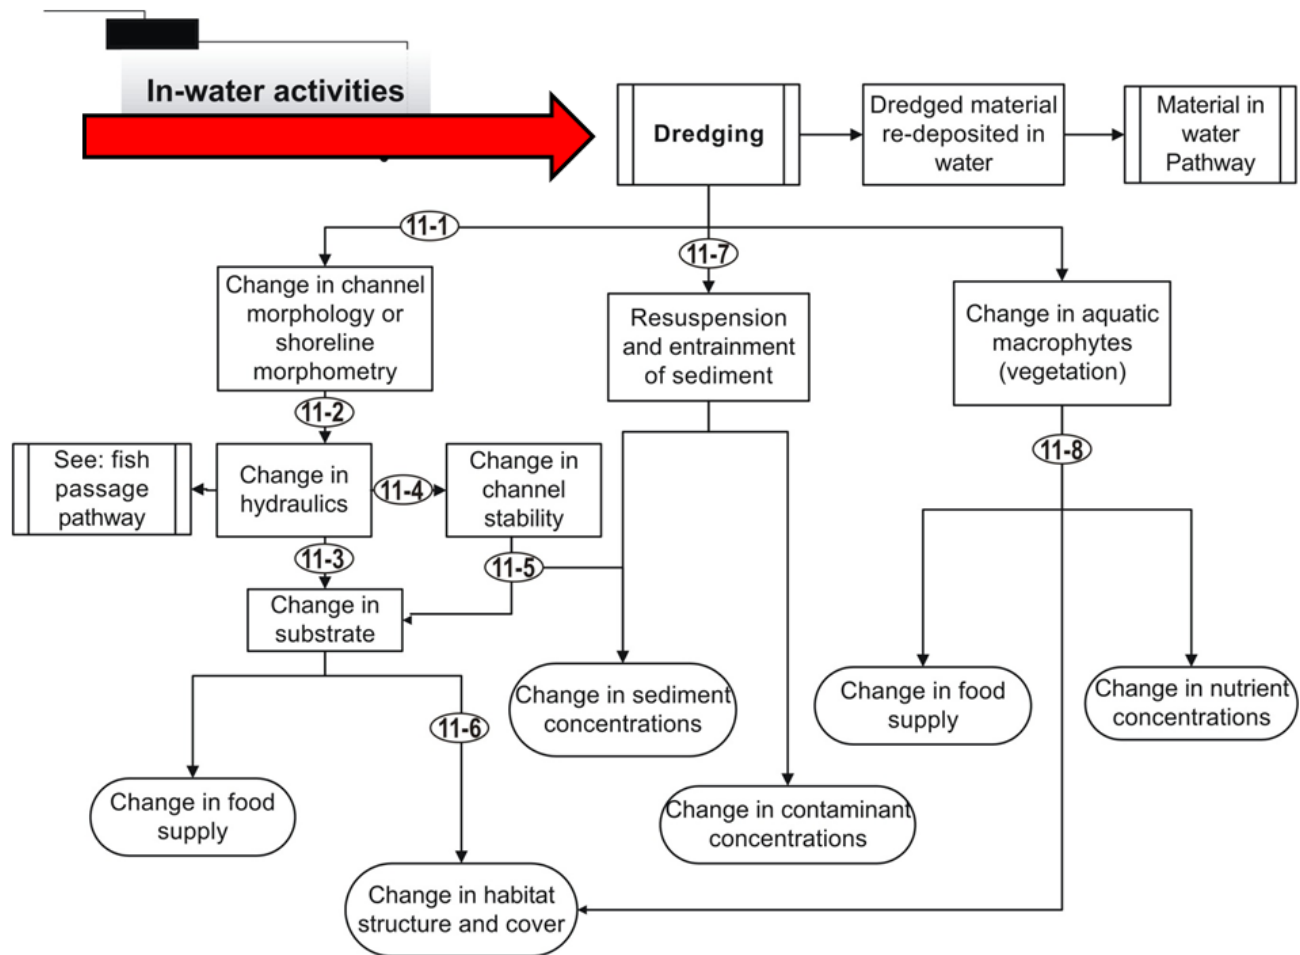 In-water activities
Dredging
Dredged material
re-deposited in
water
Material in
water
Pathway
11-1
11-7
Change in channel
morphology or
shoreline
morphometry
Resuspension
and entrainment
of sediment
Change in aquatic
macrophytes
(vegetation)
11-2
11-8
See: fish
passage
pathway
Change in
hydraulics
11-4
Change in
channel
stability
11-3
11-5
Change in
substrate
Change in sediment
concentrations
Change in food
supply
Change in nutrient
concentrations
11-6
Change in food
supply
Change in contaminant
concentrations
Change in habitat
structure and cover